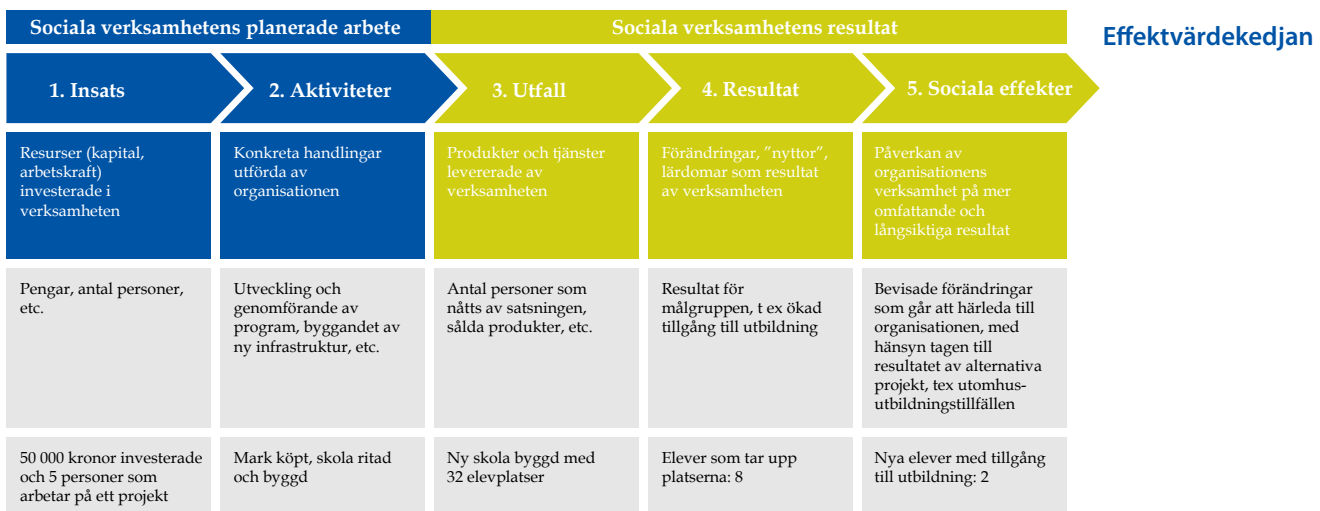 Sociala verksamhetens planerade arbete
Sociala verksamhetens resultat
Effektvärdekedjan
1. Insats
2. Aktiviteter
3. Utfall
4. Resultat
5. Sociala effekter
Resurser (kapital,
arbetskraft)
investerade i
verksamheten
Konkreta handlingar
utförda av
organisationen
Produkter och tjänster
levererade av
verksamheten
Förändringar, ”nyttor”,
lärdomar som resultat
av verksamheten
Påverkan av
organisationens
verksamhet på mer
omfattande och
långsiktiga resultat
Pengar, antal personer,
etc.
Utveckling och
genomförande av
program, byggandet av
ny infrastruktur, etc.
Antal personer som
nåtts av satsningen,
sålda produkter, etc.
Resultat för
målgruppen, t ex ökad
tillgång till utbildning
Bevisade förändringar
som går att härleda till
organisationen, med
hänsyn tagen till
resultatet av alternativa
projekt, tex utomhus-
utbildningstillfällen
50 000 kronor investerade
och 5 personer som
arbetar på ett projekt
Mark köpt, skola ritad
och byggd
Ny skola byggd med
32 elevplatser
Elever som tar upp
platserna: 8
Nya elever med tillgång
till utbildning: 2